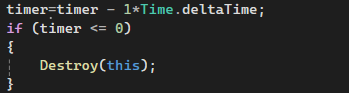 timer=timer - 1*Time.deltaTime;
if (timer <= 0)
{
Destroy(this);
}